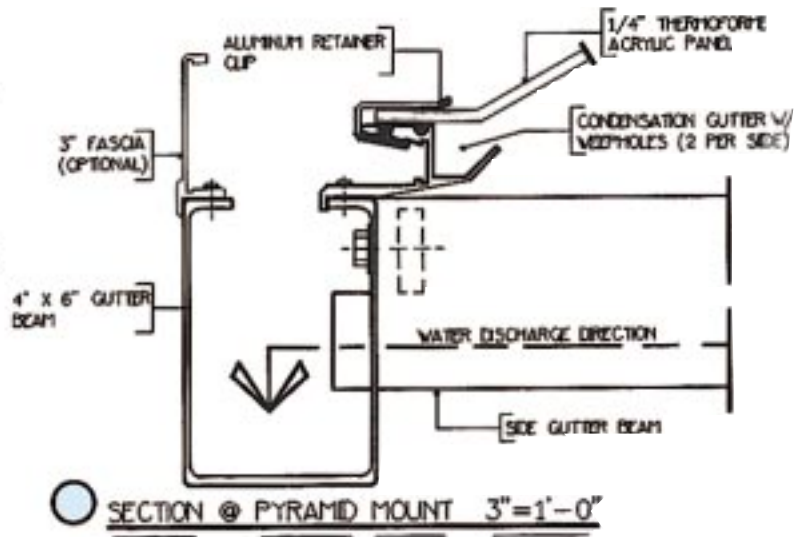 ALUMINUM RETAINER
CLIP
1/4" THERMOFORME
ACRYLIC PANEL
3" FASCIA
(OPTIONAL)
CONDENSATION GUTTER W/
WEEPHOLES (2 PER SIDE)
4" X 6" GUTTER
BEAM
WATER DISCHARGE DIRECTION
SIDE GUTTER BEAM
SECTION @ PYRAMID MOUNT 3"=1'-0"